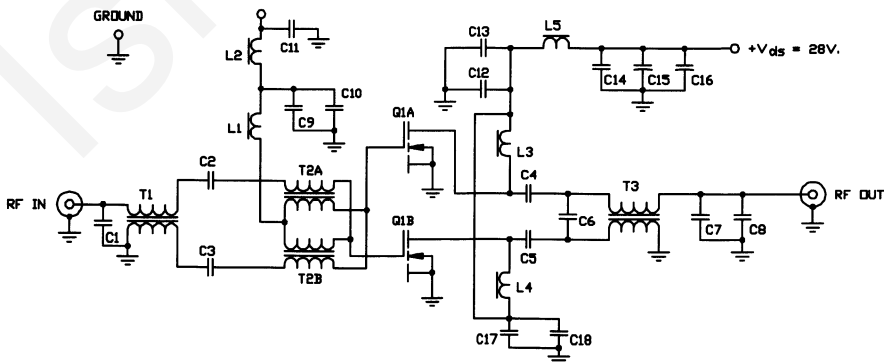 GROUND
C13
L5
C11
L2
+Vds = 28V.
C12
C14
C15
C16
C10
C9
L1
Q1A
L3
C2
T2A
C4
T1
T3
RF IN
RF OUT
C1
Q1B
C6
C7
C8
C3
C5
T2B
L4
C17
C18